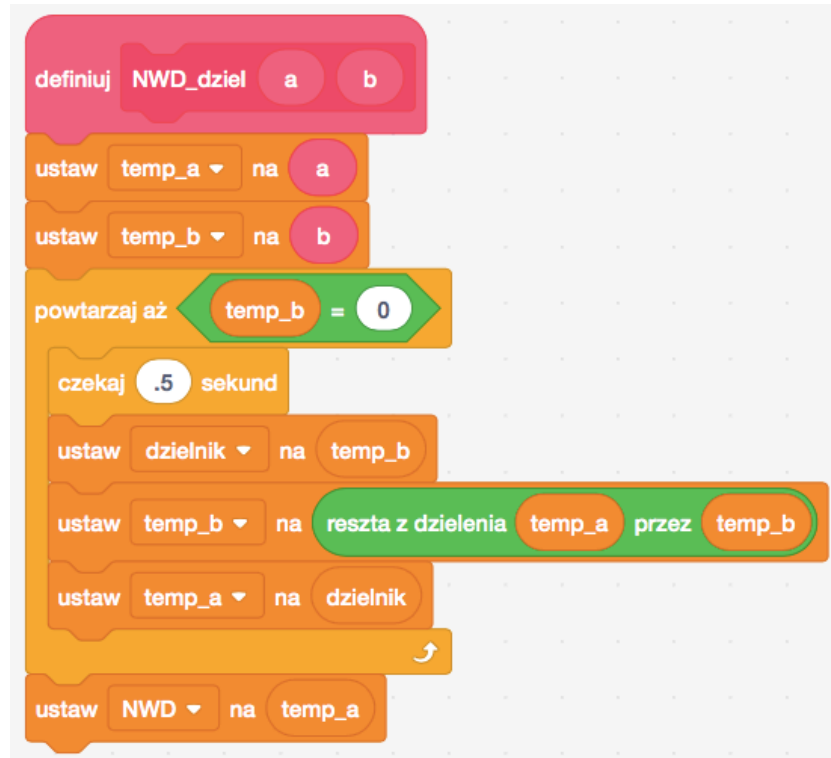 definiuj NWD_dziel a b
ustaw temp_a na a
ustaw temp_b na b
powtarzaj aż temp_b = 0
czekaj .5 sekund
ustaw dzielnik na temp_b
ustaw temp_b na reszta z dzielenia temp_a przez temp_b
ustaw temp_a na dzielnik
ustaw NWD na temp_a